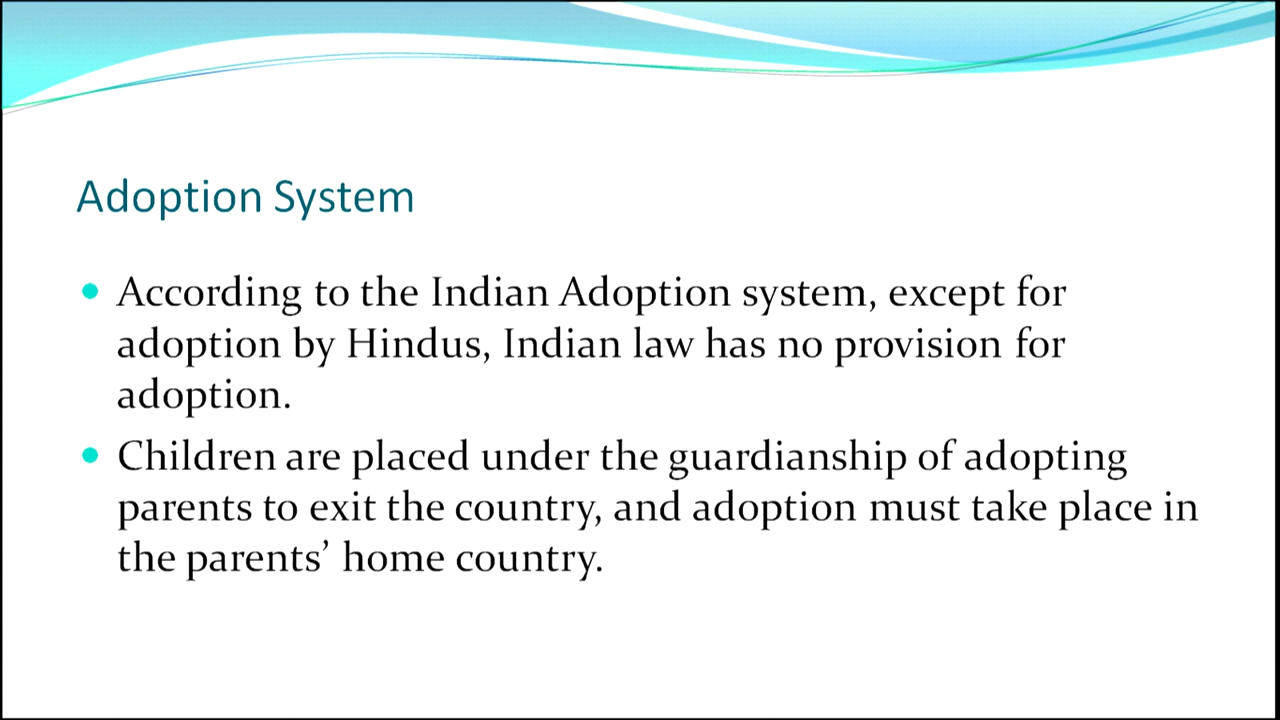 Adoption System
According to the Indian Adoption system, except for
adoption by Hindus, Indian law has no provision for
adoption.
Children are placed under the guardianship of adopting
parents to exit the country, and adoption must take place in
the parents’ home country.